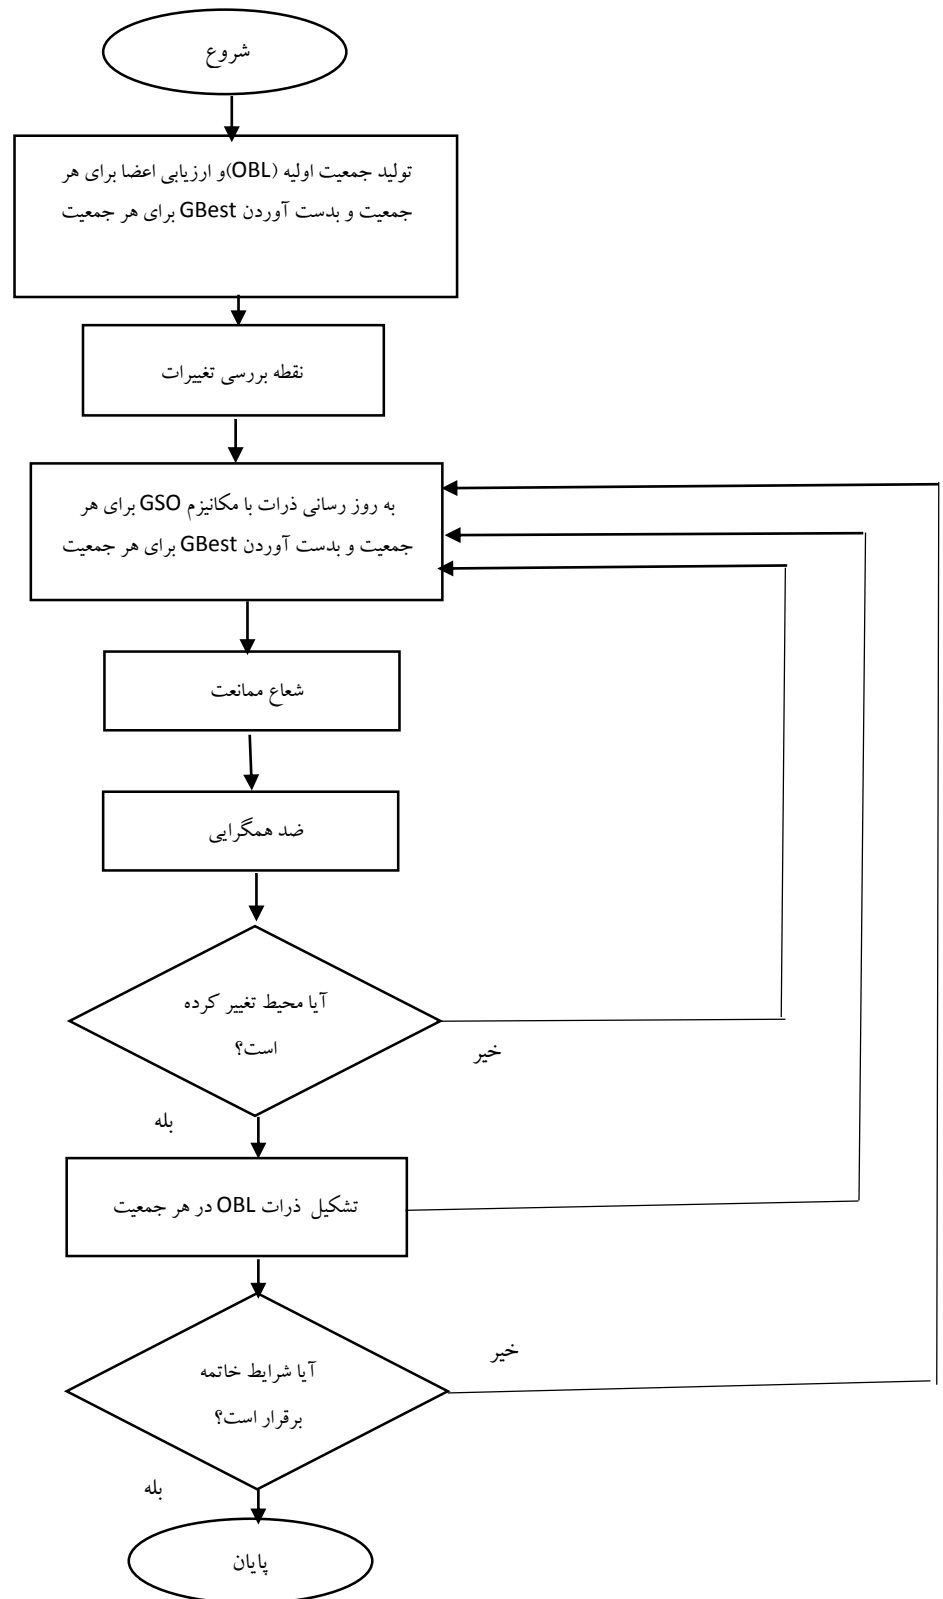 شروع
تولید جمعیت اولیه (OBL)و ارزیابی اعضا برای هر
جمعیت و بدست آوردن GBest برای هر جمعیت
نقطه بررسی تغییرات
به روز رسانی ذرات با مکانیزم GSO برای هر
جمعیت و بدست آوردن GBest برای هر جمعیت
شعاع ممانعت
ضد همگرایی
آیا محیط تغییر کرده
است؟
خیر
بله
تشکیل ذرات OBL در هر جمعیت
آیا شرایط خاتمه
برقرار است؟
خیر
بله
پایان